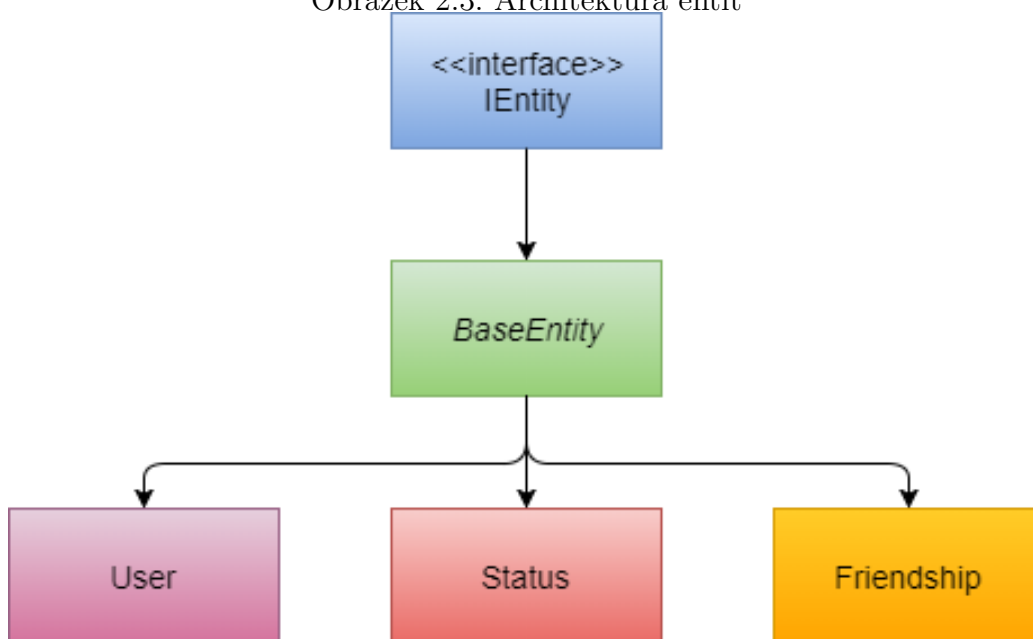 Obrázek 2.3: Architektura entit
<<interface>>
IEntity
BaseEntity
User
Status
Friendship